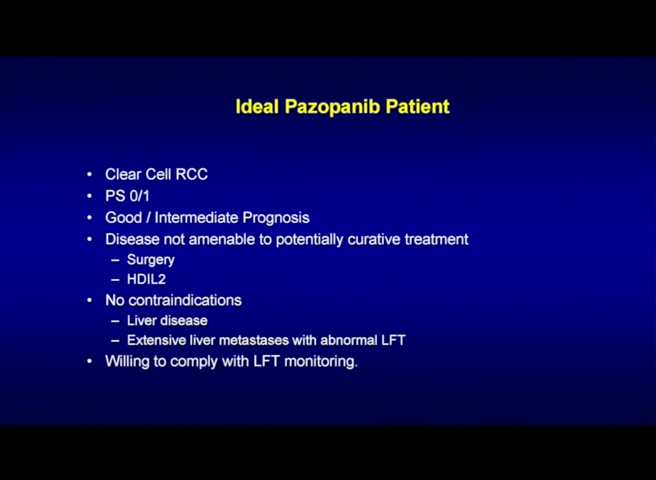 Ideal Pazopanib Patient
• Clear Cell RCC
• PS 0/1
• Good / Intermediate Prognosis
• Disease not amenable to potentially curative treatment
– Surgery
– HDIL2
• No contraindications
– Liver disease
– Extensive liver metastases with abnormal LFT
• Willing to comply with LFT monitoring.